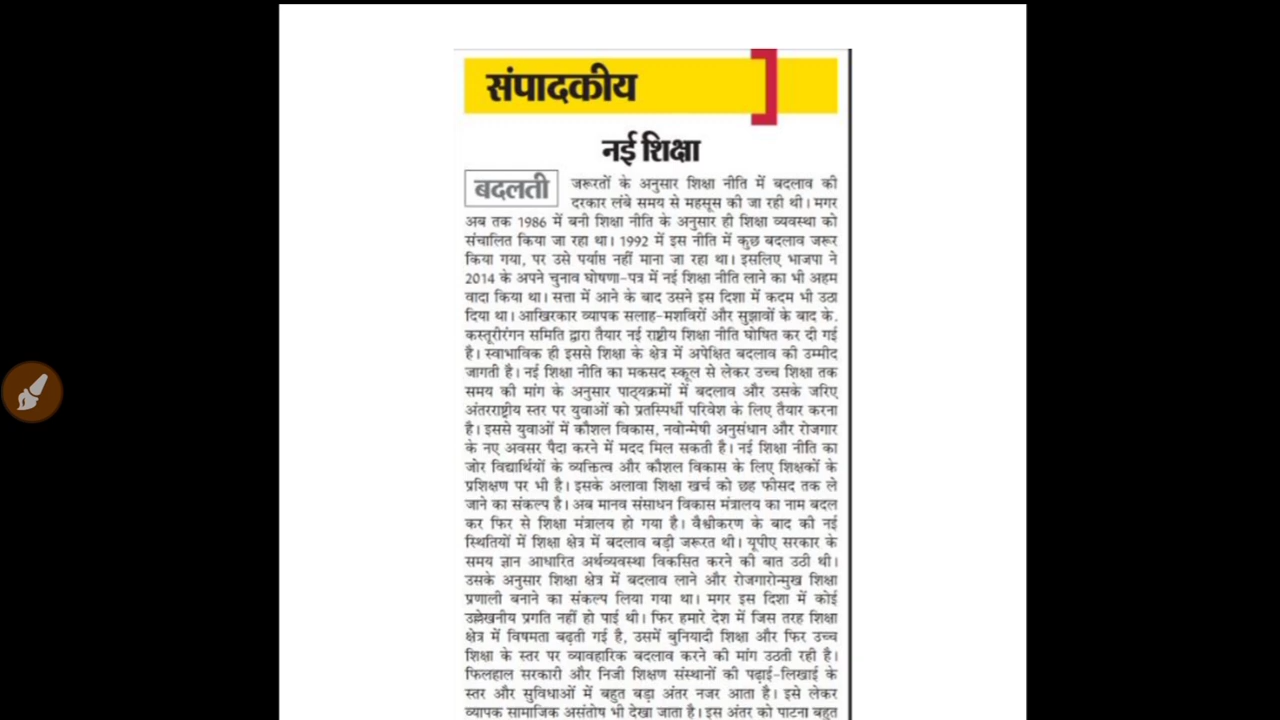 संपादकीय
नई शिक्षा
बदलती जरूरतों के अनुसार शिक्षा नीति में बदलाव की
दरकार लंबे समय से महसूस की जा रही थी। मगर
अब तक 1986 में बनी शिक्षा नीति के अनुसार ही शिक्षा व्यवस्था को
संचालित किया जा रहा था। 1992 में इस नीति में कुछ बदलाव जरूर
किया गया, पर उसे पर्याप्त नहीं माना जा रहा था। इसलिए भाजपा ने
2014 के अपने चुनाव घोषणा-पत्र में नई शिक्षा नीति लाने का भी अहम
वादा किया था। सत्ता में आने के बाद उसने इस दिशा में कदम भी उठा
दिया था। आखिरकार व्यापक सलाह-मशविरों और सुझावों के बाद के.
कस्तूरीरंगन समिति द्वारा तैयार नई राष्ट्रीय शिक्षा नीति घोषित कर दी गई
है। स्वाभाविक ही इससे शिक्षा के क्षेत्र में अपेक्षित बदलाव की उम्मीद
जागती है। नई शिक्षा नीति का मकसद स्कूल से लेकर उच्च शिक्षा तक
समय की मांग के अनुसार पाठ्यक्रमों में बदलाव और उसके जरिए
अंतरराष्ट्रीय स्तर पर युवाओं को प्रतस्पिर्धी परिवेश के लिए तैयार करना
है। इससे युवाओं में कौशल विकास, नवोन्मेषी अनुसंधान और रोजगार
के नए अवसर पैदा करने में मदद मिल सकती है। नई शिक्षा नीति का
जोर विद्यार्थियों के व्यक्तित्व और कौशल विकास के लिए शिक्षकों के
प्रशिक्षण पर भी है। इसके अलावा शिक्षा खर्च को छह फीसद तक ले
जाने का संकल्प है। अब मानव संसाधन विकास मंत्रालय का नाम बदल
कर फिर से शिक्षा मंत्रालय हो गया है। वैश्वीकरण के बाद की नई
स्थितियों में शिक्षा क्षेत्र में बदलाव बड़ी जरूरत थी। यूपीए सरकार के
समय ज्ञान आधारित अर्थव्यवस्था विकसित करने की बात उठी थी।
उसके अनुसार शिक्षा क्षेत्र में बदलाव लाने और रोजगारोन्मुख शिक्षा
प्रणाली बनाने का संकल्प लिया गया था। मगर इस दिशा में कोई
उल्लेखनीय प्रगति नहीं हो पाई थी। फिर हमारे देश में जिस तरह शिक्षा
क्षेत्र में विषमता बढ़ती गई है, उसमें बुनियादी शिक्षा और फिर उच्च
शिक्षा के स्तर पर व्यावहारिक बदलाव करने की मांग उठती रही है।
फिलहाल सरकारी और निजी शिक्षण संस्थानों की पढ़ाई-लिखाई के
स्तर और सुविधाओं में बहुत बड़ा अंतर नजर आता है। इसे लेकर
व्यापक सामाजिक असंतोष भी देखा जाता है। इस अंतर को पाटना बहुत